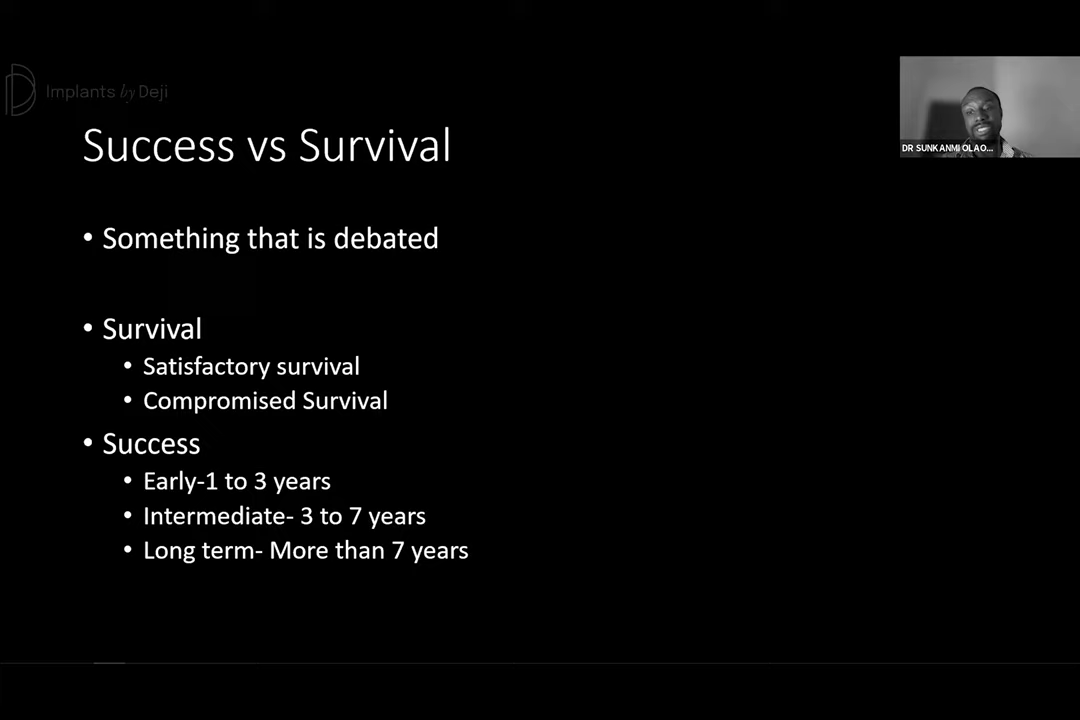 Implants by Deji
DR SUNKANMI OLAO...
Success vs Survival
• Something that is debated
• Survival
• Satisfactory survival
• Compromised Survival
• Success
• Early-1 to 3 years
• Intermediate- 3 to 7 years
• Long term- More than 7 years